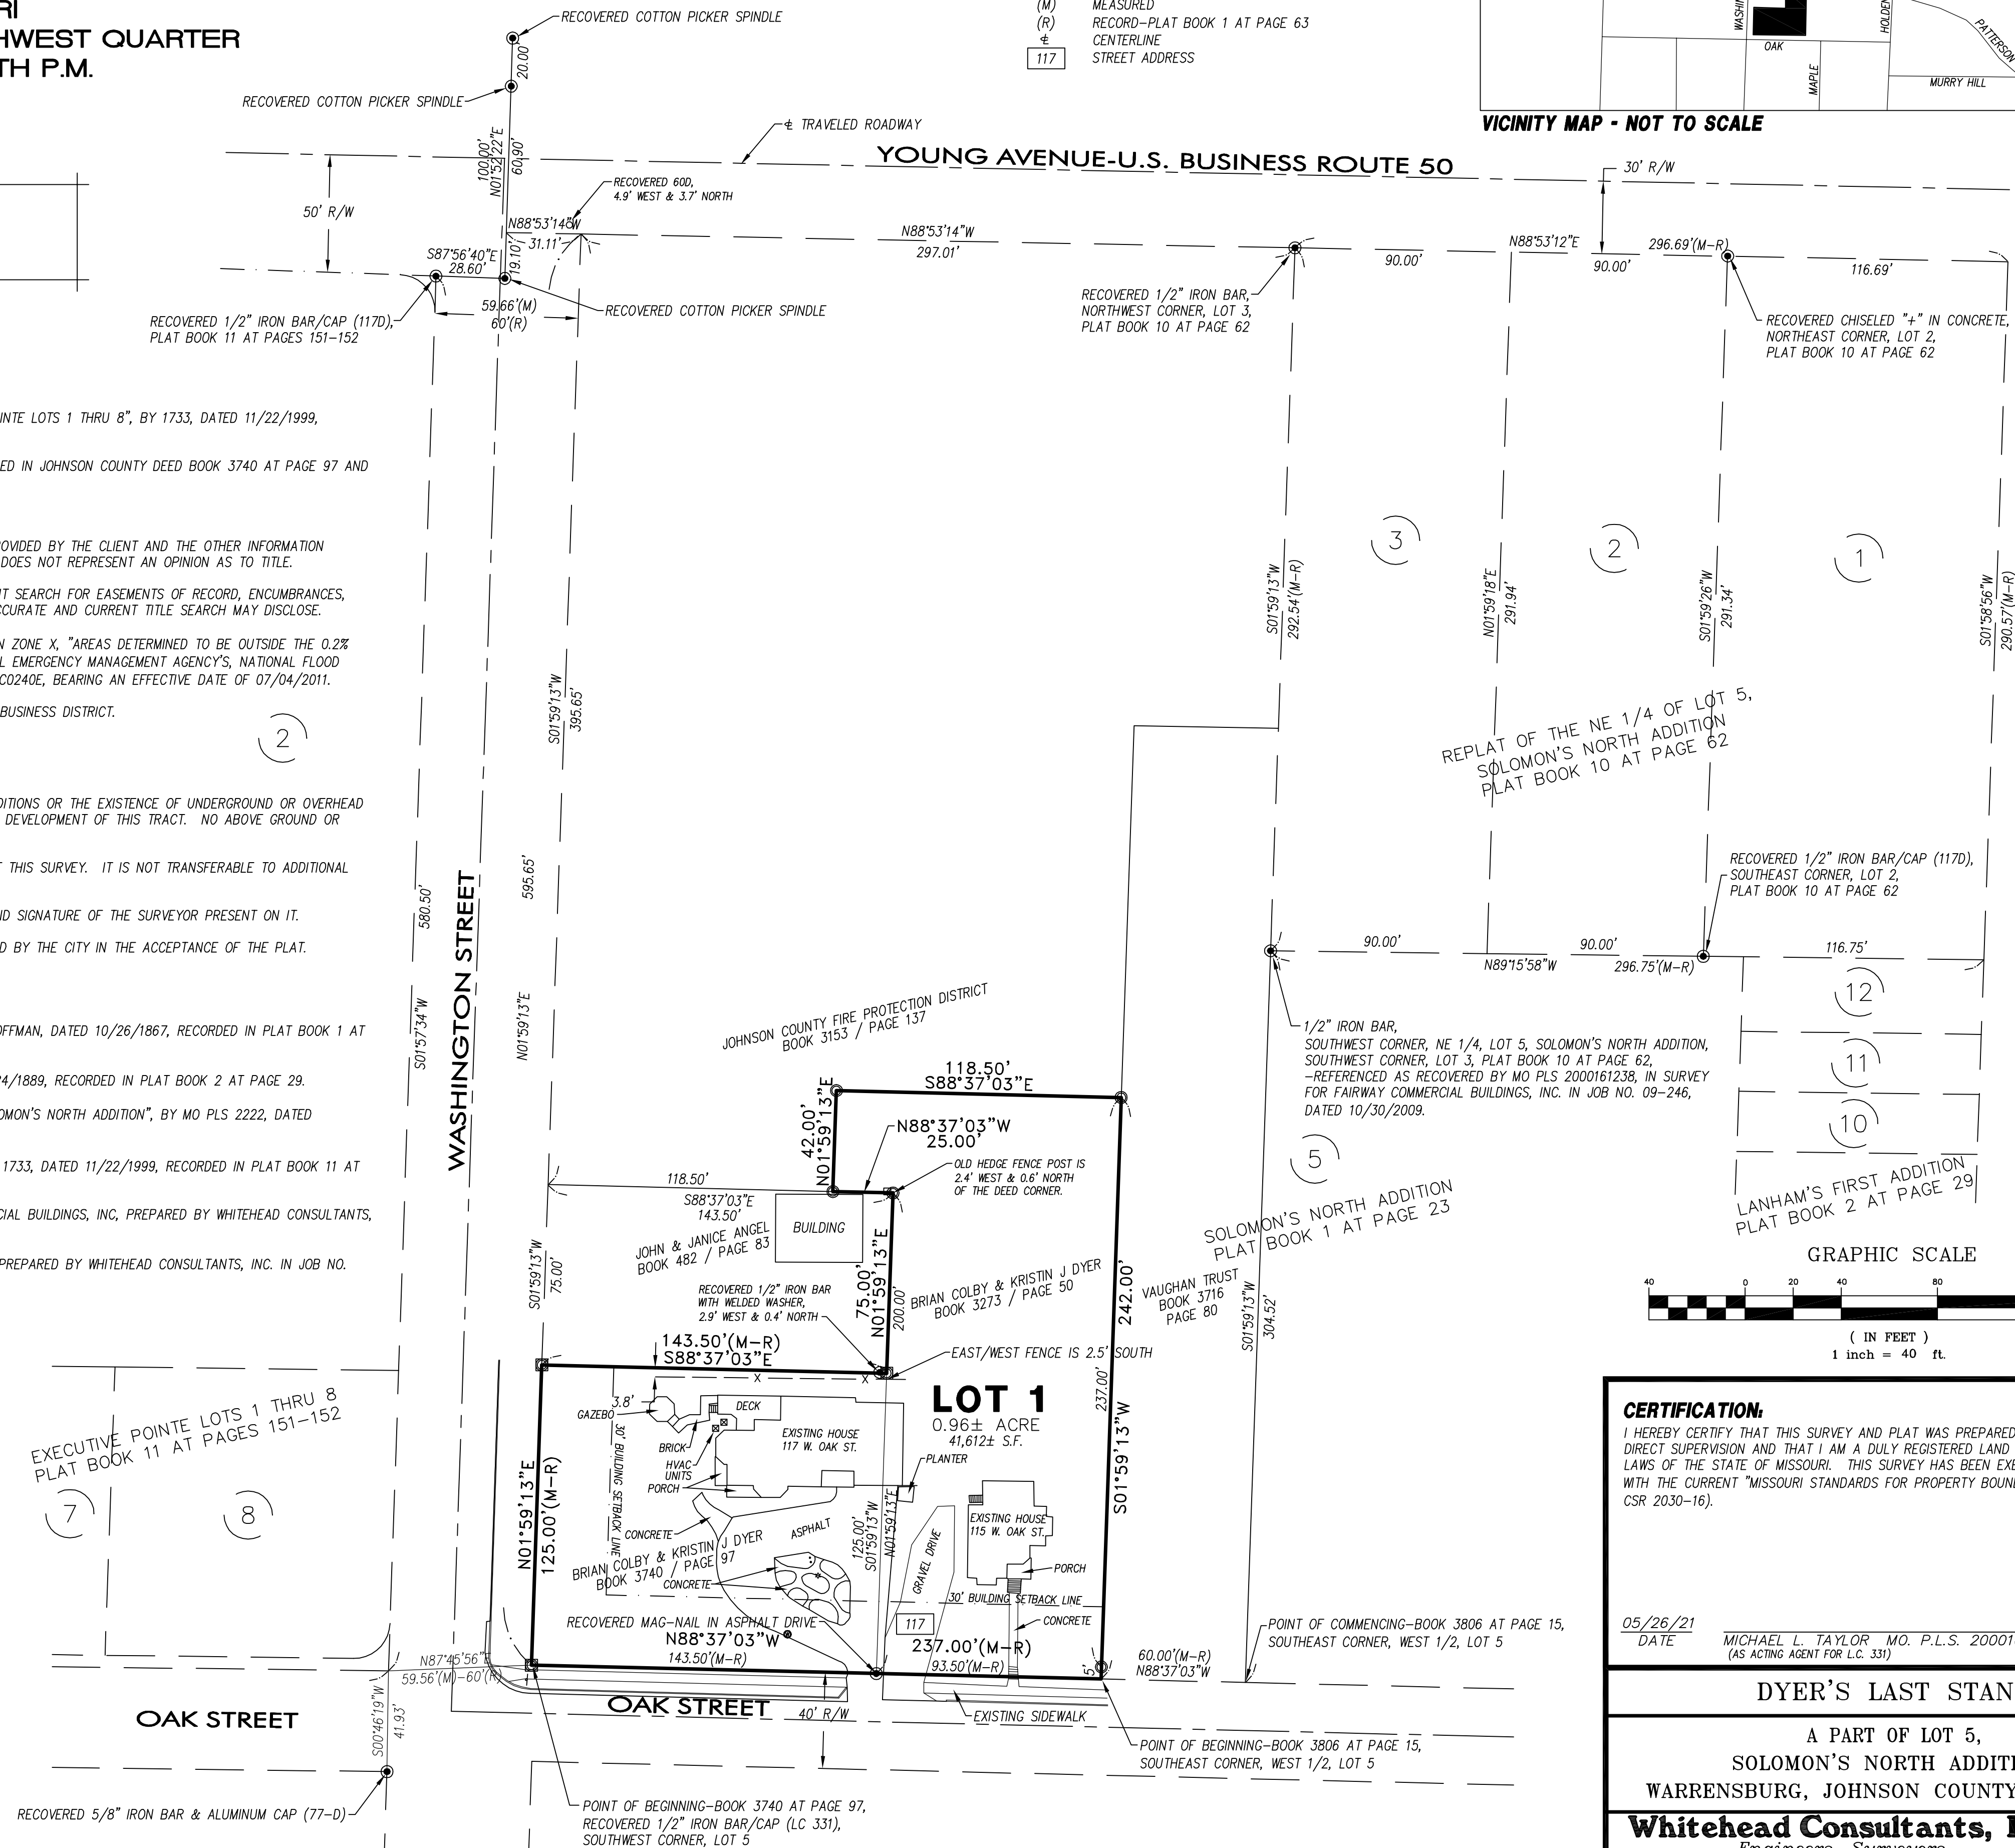 RI
HWEST QUARTER
TH P.M.
RECOVERED COTTON PICKER SPINDLE
20.00'
RECOVERED COTTON PICKER SPINDLE
(M) MEASURED
(R) RECORD-PLAT BOOK 1 AT PAGE 63
℄ CENTERLINE
117 STREET ADDRESS
OAK
MAPLE
HOLDEN
PATTERSON
MURRY HILL
VICINITY MAP - NOT TO SCALE
℄ TRAVELED ROADWAY
YOUNG AVENUE-U.S. BUSINESS ROUTE 50
30' R/W
50' R/W
100.00'
N01°52'22"E
60.90'
RECOVERED 60D,
4.9' WEST & 3.7' NORTH
N88°53'14"W
31.11'
19.10'
S87°56'40"E
28.60'
59.66'(M)
60'(R)
N88°53'14"W
297.01'
90.00'
N88°53'12"E
90.00'
296.69'(M-R)
116.69'
RECOVERED COTTON PICKER SPINDLE
RECOVERED 1/2" IRON BAR/CAP (117D),
PLAT BOOK 11 AT PAGES 151-152
RECOVERED 1/2" IRON BAR,
NORTHWEST CORNER, LOT 3,
PLAT BOOK 10 AT PAGE 62
RECOVERED CHISELED "+" IN CONCRETE,
NORTHEAST CORNER, LOT 2,
PLAT BOOK 10 AT PAGE 62
INTE LOTS 1 THRU 8", BY 1733, DATED 11/22/1999,
ED IN JOHNSON COUNTY DEED BOOK 3740 AT PAGE 97 AND
OVIDED BY THE CLIENT AND THE OTHER INFORMATION
DOES NOT REPRESENT AN OPINION AS TO TITLE.
T SEARCH FOR EASEMENTS OF RECORD, ENCUMBRANCES,
CCURATE AND CURRENT TITLE SEARCH MAY DISCLOSE.
N ZONE X, "AREAS DETERMINED TO BE OUTSIDE THE 0.2%
L EMERGENCY MANAGEMENT AGENCY'S, NATIONAL FLOOD
C0240E, BEARING AN EFFECTIVE DATE OF 07/04/2011.
BUSINESS DISTRICT.
2
DITIONS OR THE EXISTENCE OF UNDERGROUND OR OVERHEAD
DEVELOPMENT OF THIS TRACT. NO ABOVE GROUND OR
T THIS SURVEY. IT IS NOT TRANSFERABLE TO ADDITIONAL
ND SIGNATURE OF THE SURVEYOR PRESENT ON IT.
D BY THE CITY IN THE ACCEPTANCE OF THE PLAT.
OFFMAN, DATED 10/26/1867, RECORDED IN PLAT BOOK 1 AT
4/1889, RECORDED IN PLAT BOOK 2 AT PAGE 29.
OMON'S NORTH ADDITION", BY MO PLS 2222, DATED
1733, DATED 11/22/1999, RECORDED IN PLAT BOOK 11 AT
CIAL BUILDINGS, INC, PREPARED BY WHITEHEAD CONSULTANTS,
PREPARED BY WHITEHEAD CONSULTANTS, INC. IN JOB NO.
3
2
1
S01°59'13"W
292.54'(M-R)
N01°59'18"E
291.94'
S01°59'26"W
291.34'
S01°58'56"W
290.57'(M-R)
S01°59'13"W
395.65'
REPLAT OF THE NE 1/4 OF LOT 5,
SOLOMON'S NORTH ADDITION
PLAT BOOK 10 AT PAGE 62
580.50'
S01°57'34"W
WASHINGTON STREET
595.65'
N01°59'13"E
RECOVERED 1/2" IRON BAR/CAP (117D),
SOUTHEAST CORNER, LOT 2,
PLAT BOOK 10 AT PAGE 62
90.00'
N89°15'58"W
90.00'
296.75'(M-R)
116.75'
12
11
10
LANHAM'S FIRST ADDITION
PLAT BOOK 2 AT PAGE 29
1/2" IRON BAR,
SOUTHWEST CORNER, NE 1/4, LOT 5, SOLOMON'S NORTH ADDITION,
SOUTHWEST CORNER, LOT 3, PLAT BOOK 10 AT PAGE 62,
-REFERENCED AS RECOVERED BY MO PLS 2000161238, IN SURVEY
FOR FAIRWAY COMMERCIAL BUILDINGS, INC. IN JOB NO. 09-246,
DATED 10/30/2009.
JOHNSON COUNTY FIRE PROTECTION DISTRICT
BOOK 3153 / PAGE 137
118.50'
S88°37'03"E
42.00'
N01°59'13"E
N88°37'03"W
25.00'
OLD HEDGE FENCE POST IS
2.4' WEST & 0.6' NORTH
OF THE DEED CORNER.
118.50'
S88°37'03"E
143.50'
BUILDING
JOHN & JANICE ANGEL
BOOK 482 / PAGE 83
S01°59'13"W
75.00'
75.00'
N01°59'13"E
200.00'
5
SOLOMON'S NORTH ADDITION
PLAT BOOK 1 AT PAGE 23
BRIAN COLBY & KRISTIN J DYER
BOOK 3273 / PAGE 50
VAUGHAN TRUST
BOOK 3716
PAGE 80
242.00'
237.00'
S01°59'13"W
S01°59'13"W
304.52'
RECOVERED 1/2" IRON BAR
WITH WELDED WASHER,
2.9' WEST & 0.4' NORTH
143.50'(M-R)
S88°37'03"E
EAST/WEST FENCE IS 2.5' SOUTH
X X
GRAPHIC SCALE
40 0 20 40 80
( IN FEET )
1 inch = 40 ft.
LOT 1
0.96± ACRE
41,612± S.F.
3.8'
GAZEBO
DECK
BRICK
HVAC
UNITS
PORCH
EXISTING HOUSE
117 W. OAK ST.
PLANTER
30' BUILDING SETBACK LINE
CONCRETE
ASPHALT
125.00'
S01°59'13"W
N01°59'13"E
GRAVEL DRIVE
EXISTING HOUSE
115 W. OAK ST.
PORCH
BRIAN COLBY & KRISTIN J DYER
BOOK 3740 / PAGE 97
CONCRETE
30' BUILDING SETBACK LINE
CONCRETE
N01°59'13"E
125.00'(M-R)
RECOVERED MAG-NAIL IN ASPHALT DRIVE
117
N88°37'03"W
143.50'(M-R)
237.00'(M-R)
93.50'(M-R)
5'
60.00'(M-R)
N88°37'03"W
POINT OF COMMENCING-BOOK 3806 AT PAGE 15,
SOUTHEAST CORNER, WEST 1/2, LOT 5
EXECUTIVE POINTE LOTS 1 THRU 8
PLAT BOOK 11 AT PAGES 151-152
7
8
N87°45'56"E
59.56'(M)-60'(R)
OAK STREET
S00°46'19"W
41.93'
OAK STREET
40' R/W
EXISTING SIDEWALK
POINT OF BEGINNING-BOOK 3806 AT PAGE 15,
SOUTHEAST CORNER, WEST 1/2, LOT 5
RECOVERED 5/8" IRON BAR & ALUMINUM CAP (77-D)
POINT OF BEGINNING-BOOK 3740 AT PAGE 97,
RECOVERED 1/2" IRON BAR/CAP (LC 331),
SOUTHWEST CORNER, LOT 5
CERTIFICATION:
I HEREBY CERTIFY THAT THIS SURVEY AND PLAT WAS PREPARED
DIRECT SUPERVISION AND THAT I AM A DULY REGISTERED LAND
LAWS OF THE STATE OF MISSOURI. THIS SURVEY HAS BEEN EXE
WITH THE CURRENT "MISSOURI STANDARDS FOR PROPERTY BOUN
CSR 2030-16).
05/26/21
DATE
MICHAEL L. TAYLOR MO. P.L.S. 20001
(AS ACTING AGENT FOR L.C. 331)
DYER'S LAST STAN
A PART OF LOT 5,
SOLOMON'S NORTH ADDITI
WARRENSBURG, JOHNSON COUNTY
Whitehead Consultants,